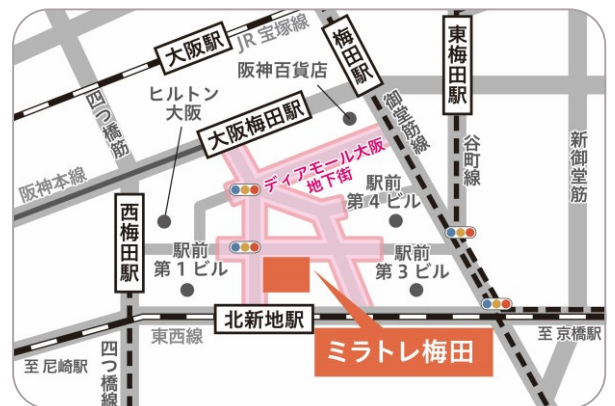 大阪駅
JR 宝塚線
梅田駅
東梅田駅
阪神百貨店
四つ橋筋
ヒルトン
大阪
大阪梅田駅
御堂筋線
谷町線
新御堂筋
ディアモール大阪
地下街
阪神本線
駅前
第4ビル
西梅田駅
駅前
第1ビル
駅前
第3ビル
北新地駅
東西線
至 京橋駅
ミラトレ梅田
至 尼崎駅
四つ橋線